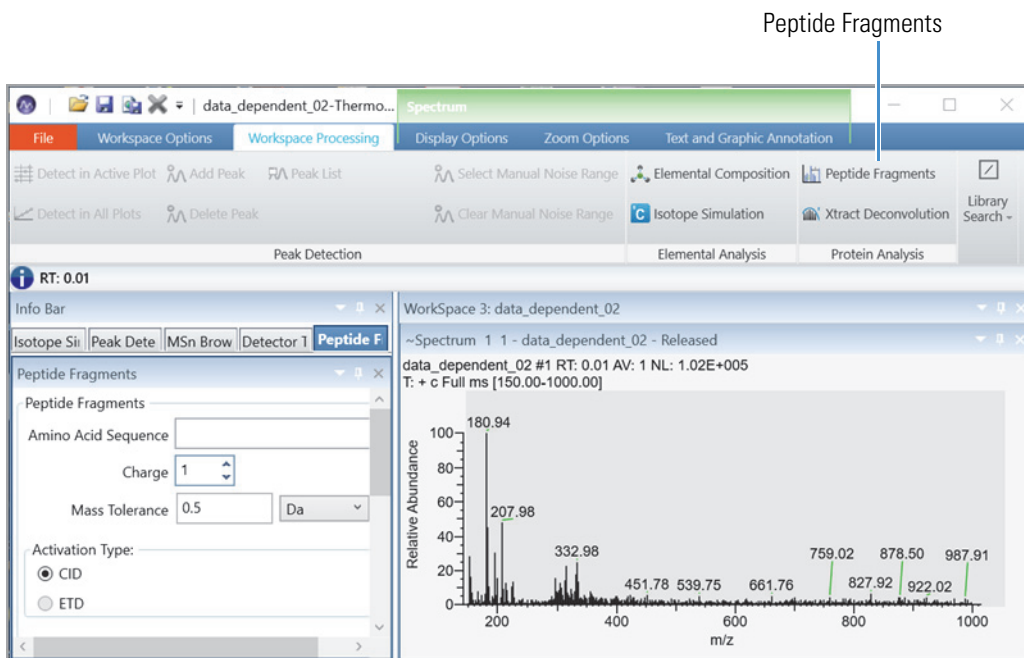 Peptide Fragments
data_dependent_02-Thermo...
Spectrum
File
Workspace Options
Workspace Processing
Display Options
Zoom Options
Text and Graphic Annotation
Detect in Active Plot
Add Peak
Peak List
Select Manual Noise Range
Elemental Composition
Peptide Fragments
Detect in All Plots
Delete Peak
Clear Manual Noise Range
Isotope Simulation
Xtract Deconvolution
Library
Search
Peak Detection
Elemental Analysis
Protein Analysis
RT: 0.01
Info Bar
Isotope Si
Peak Dete
MSn Brow
Detector T
Peptide F
Peptide Fragments
Peptide Fragments
Amino Acid Sequence
Charge
1
Mass Tolerance
0.5
Da
Activation Type:
CID
ETD
WorkSpace 3: data_dependent_02
~Spectrum 1 1 - data_dependent_02 - Released
data_dependent_02 #1 RT: 0.01 AV: 1 NL: 1.02E+005
T: + c Full ms [150.00-1000.00]
Relative Abundance
100
80
60
40
20
0
180.94
207.98
332.98
451.78
539.75
661.76
759.02
827.92
878.50
922.02
987.91
200
400
600
800
1000
m/z